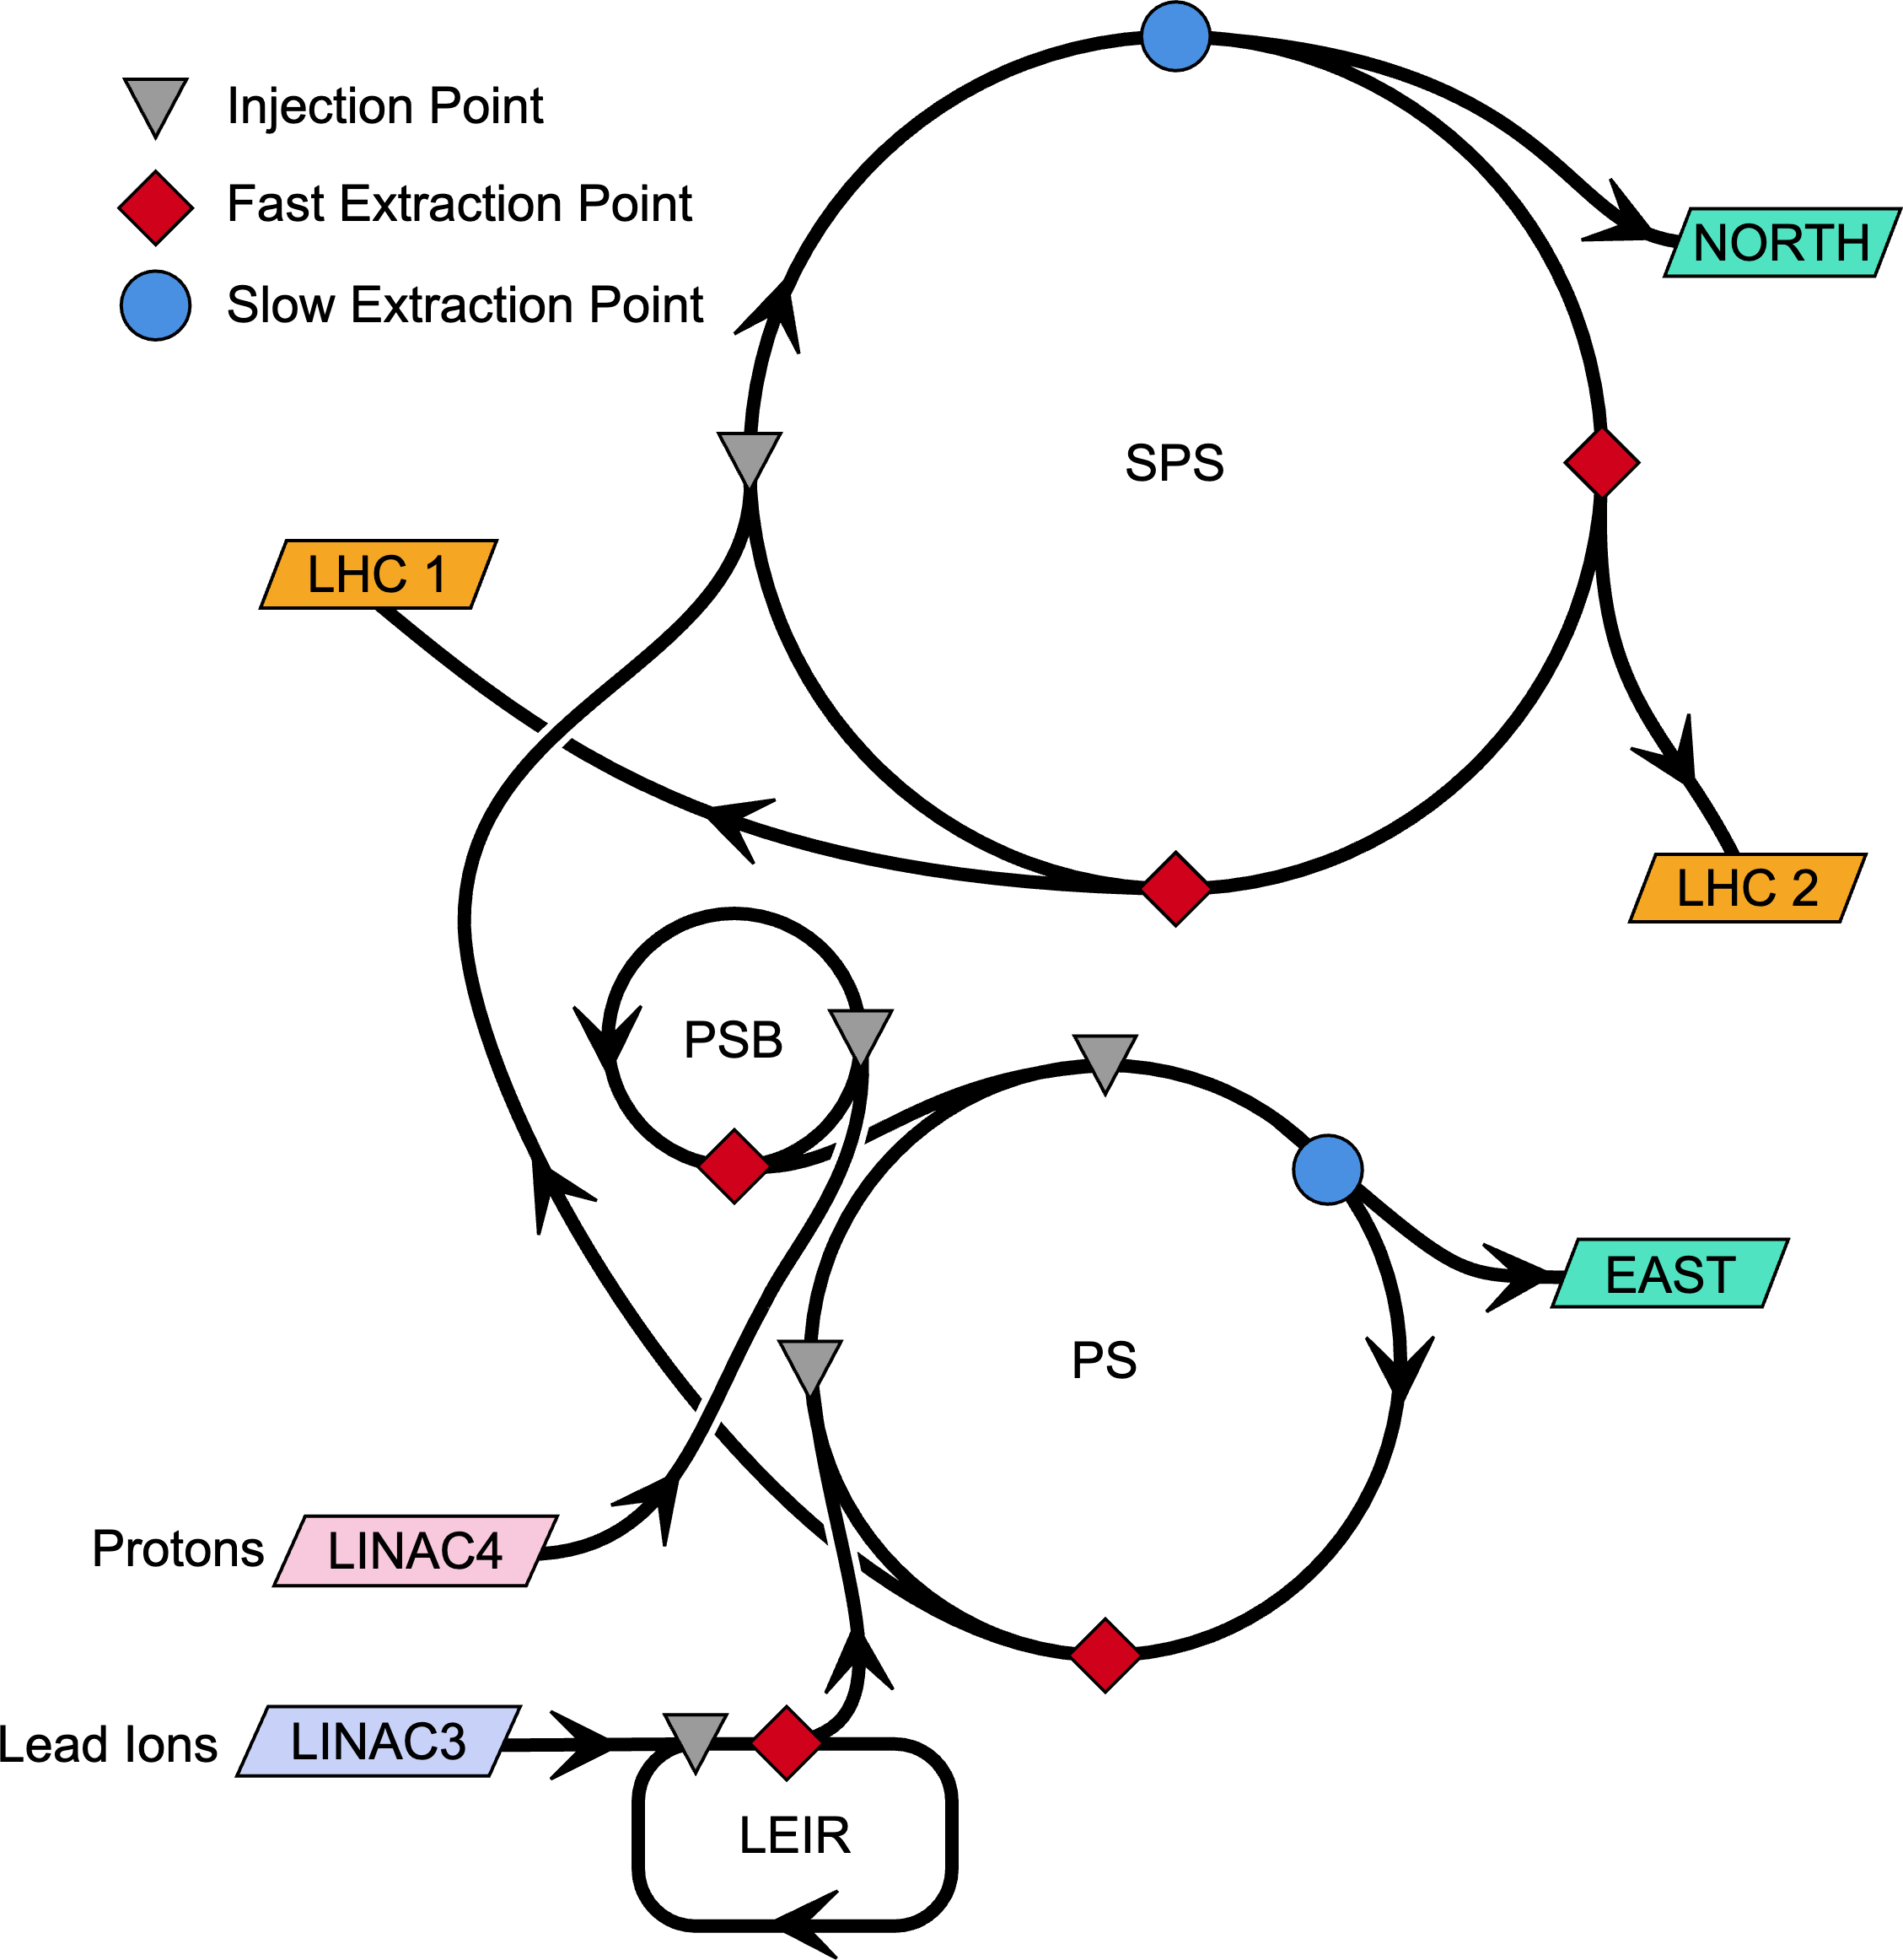 Injection Point
Fast Extraction Point
Slow Extraction Point
NORTH
SPS
LHC 1
LHC 2
PSB
EAST
PS
Protons LINAC4
Lead Ions LINAC3
LEIR